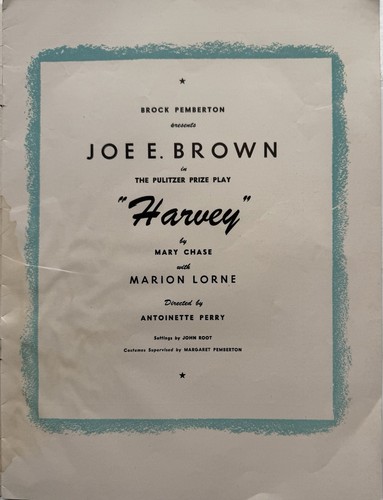 BROCK PEMBERTON
presents
JOE E. BROWN
in
THE PULITZER PRIZE PLAY
"Harvey"
by
MARY CHASE
with
MARION LORNE
Directed by
ANTOINETTE PERRY
Settings by JOHN ROOT
Costumes Supervised by MARGARET PEMBERTON